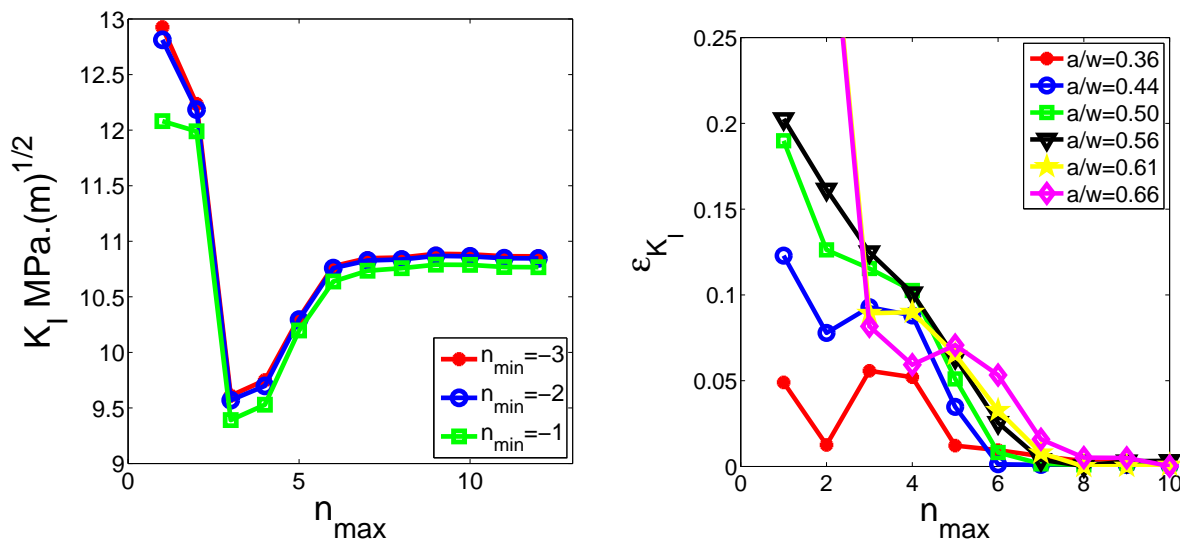 13
12.5
12
11.5
11
10.5
10
9.5
9
0
5
10
K_I MPa.(m)^{1/2}
n_max
n_min=−3
n_min=−2
n_min=−1
0.25
0.2
0.15
0.1
0.05
0
0
2
4
6
8
10
ε_{K_I}
n_max
a/w=0.36
a/w=0.44
a/w=0.50
a/w=0.56
a/w=0.61
a/w=0.66